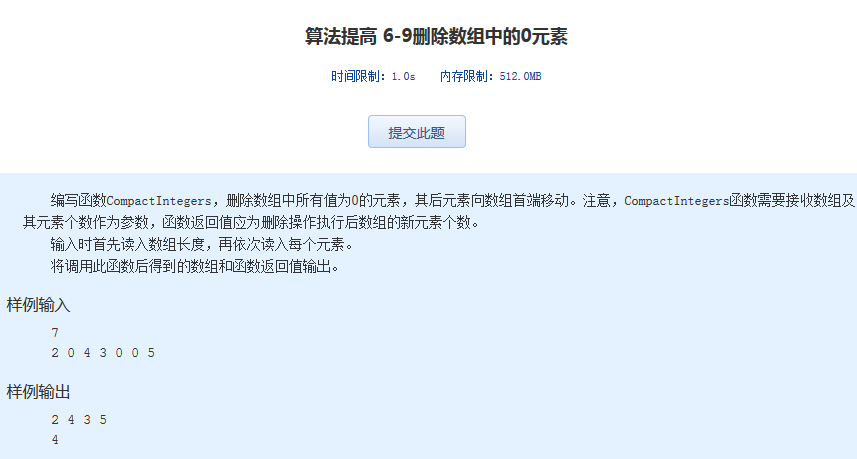 算法提高 6-9删除数组中的0元素
时间限制：1.0s 内存限制：512.0MB
提交此题
编写函数CompactIntegers，删除数组中所有值为0的元素，其后元素向数组首端移动。注意，CompactIntegers函数需要接收数组及
其元素个数作为参数，函数返回值应为删除操作执行后数组的新元素个数。
输入时首先读入数组长度，再依次读入每个元素。
将调用此函数后得到的数组和函数返回值输出。
样例输入
7
2 0 4 3 0 0 5
样例输出
2 4 3 5
4